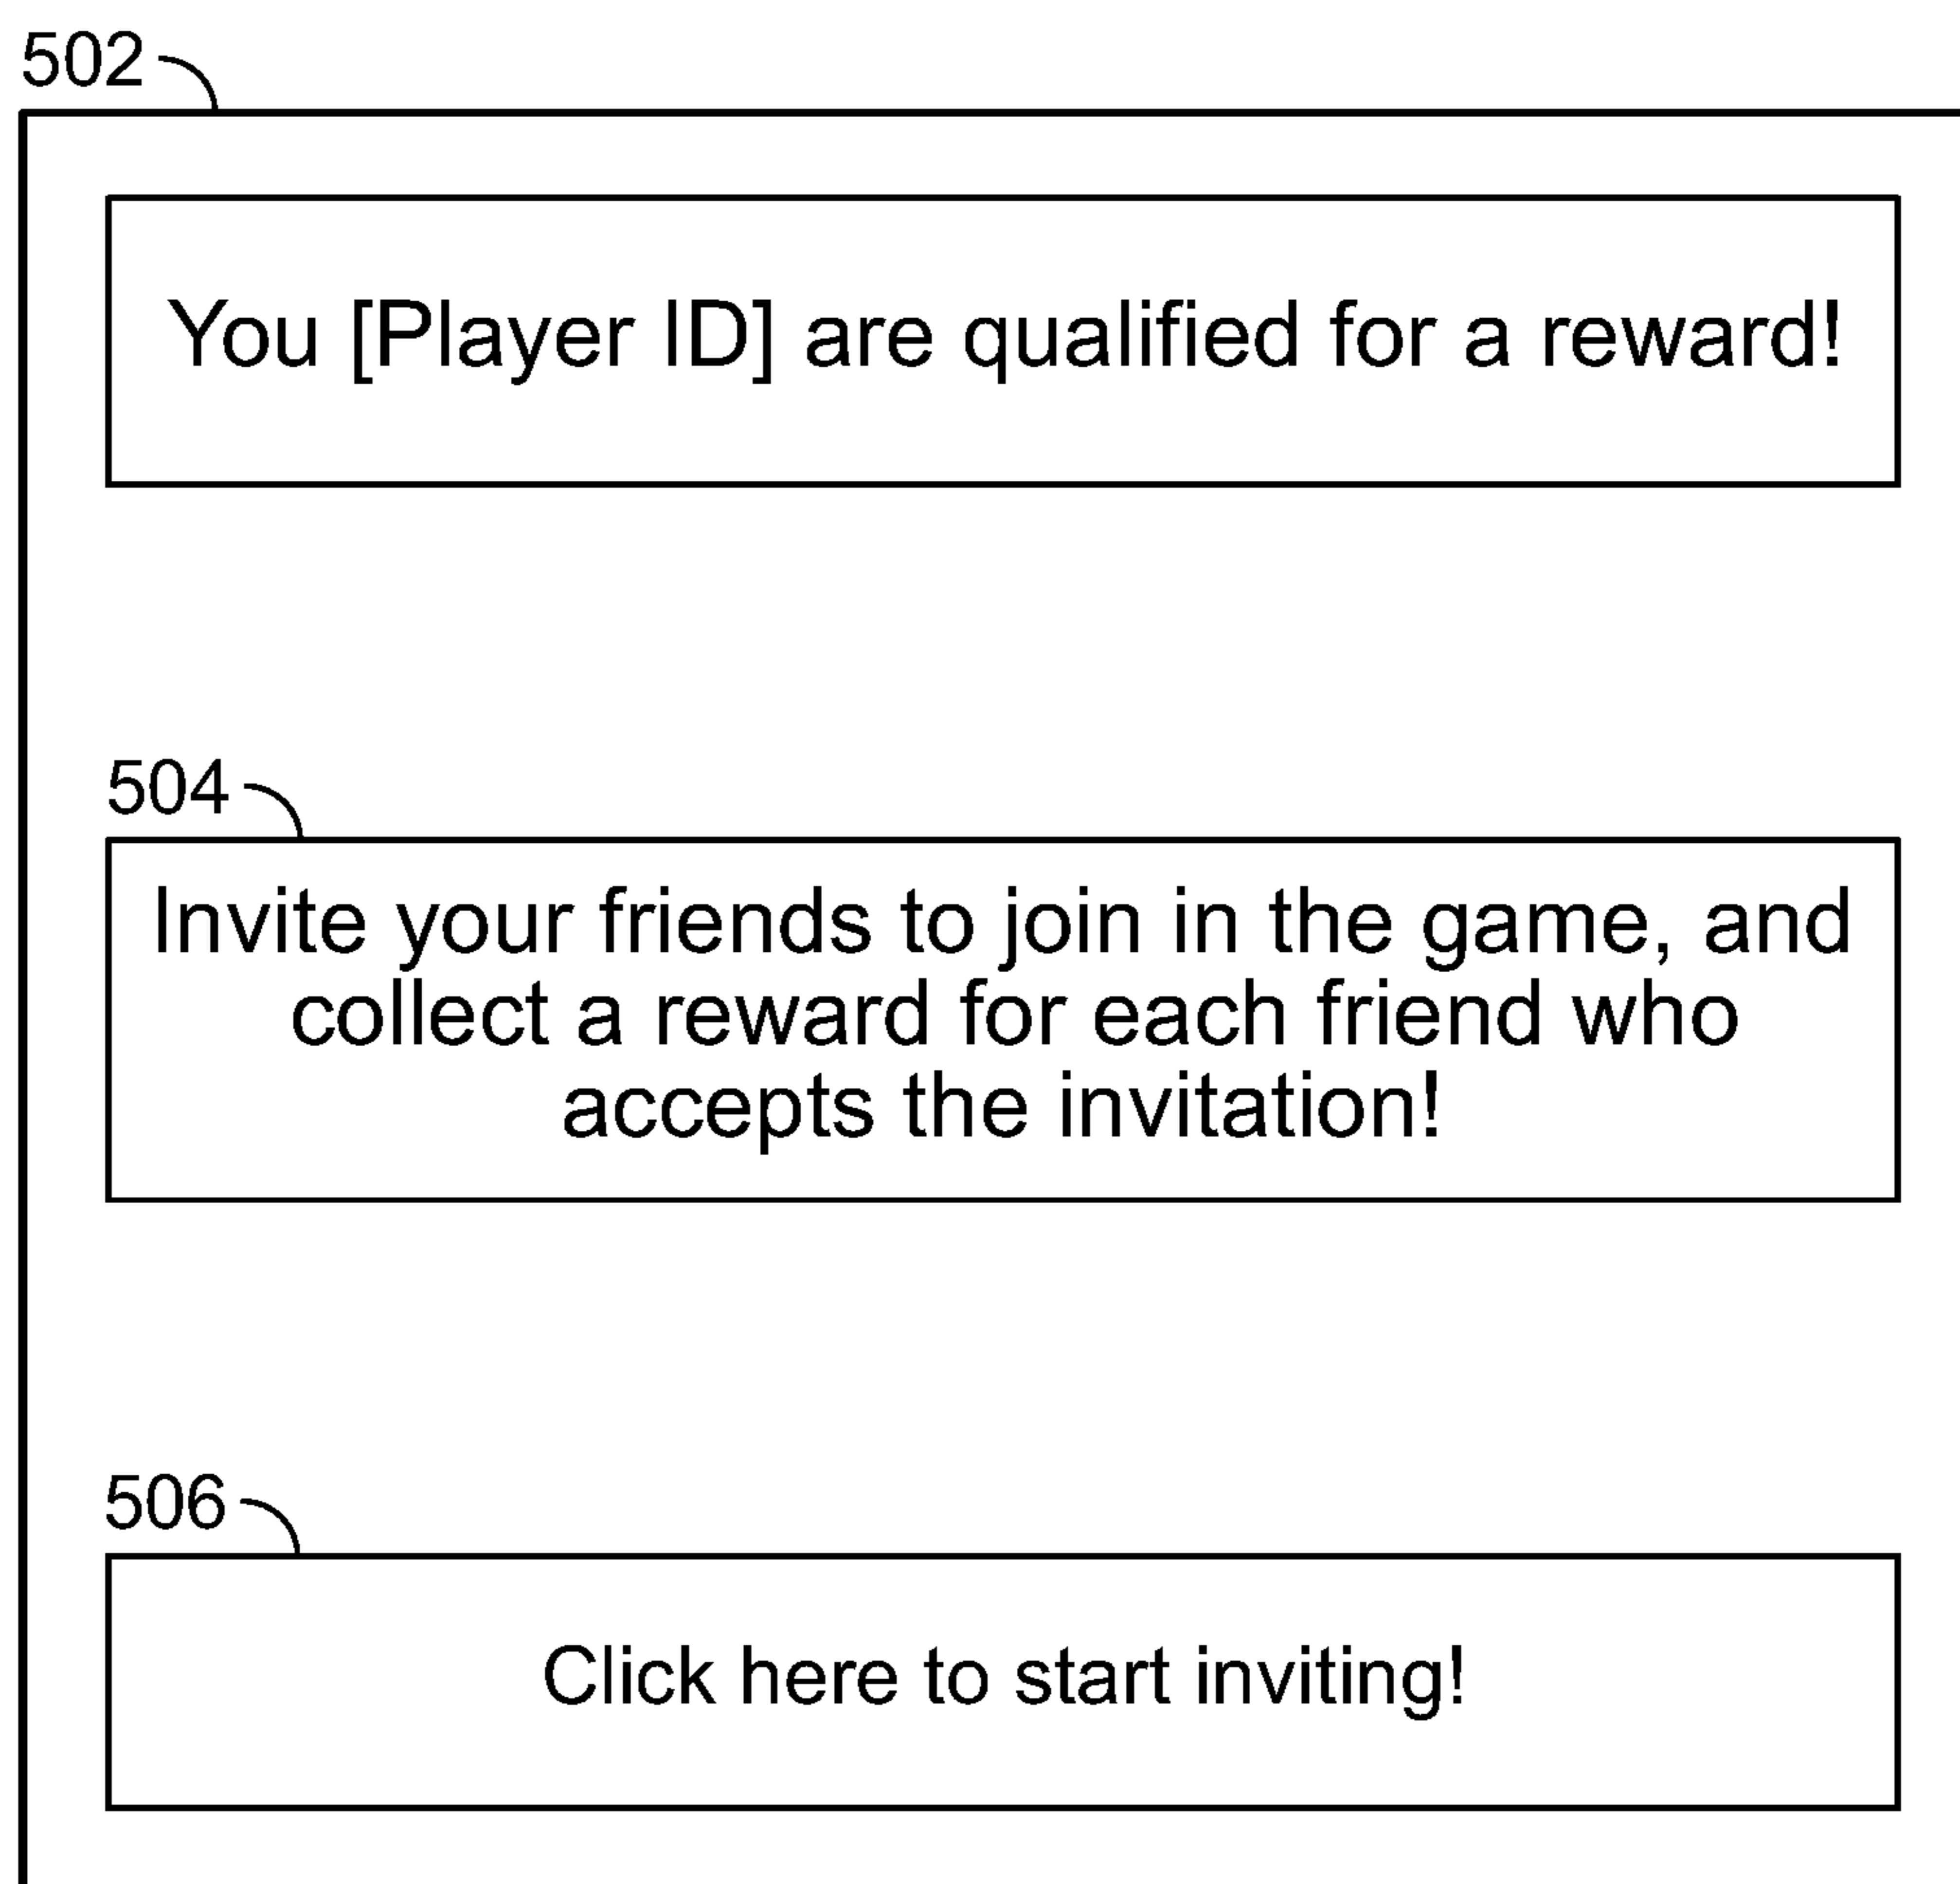 502
You [Player ID] are qualified for a reward!
504
Invite your friends to join in the game, and
collect a reward for each friend who
accepts the invitation!
506
Click here to start inviting!